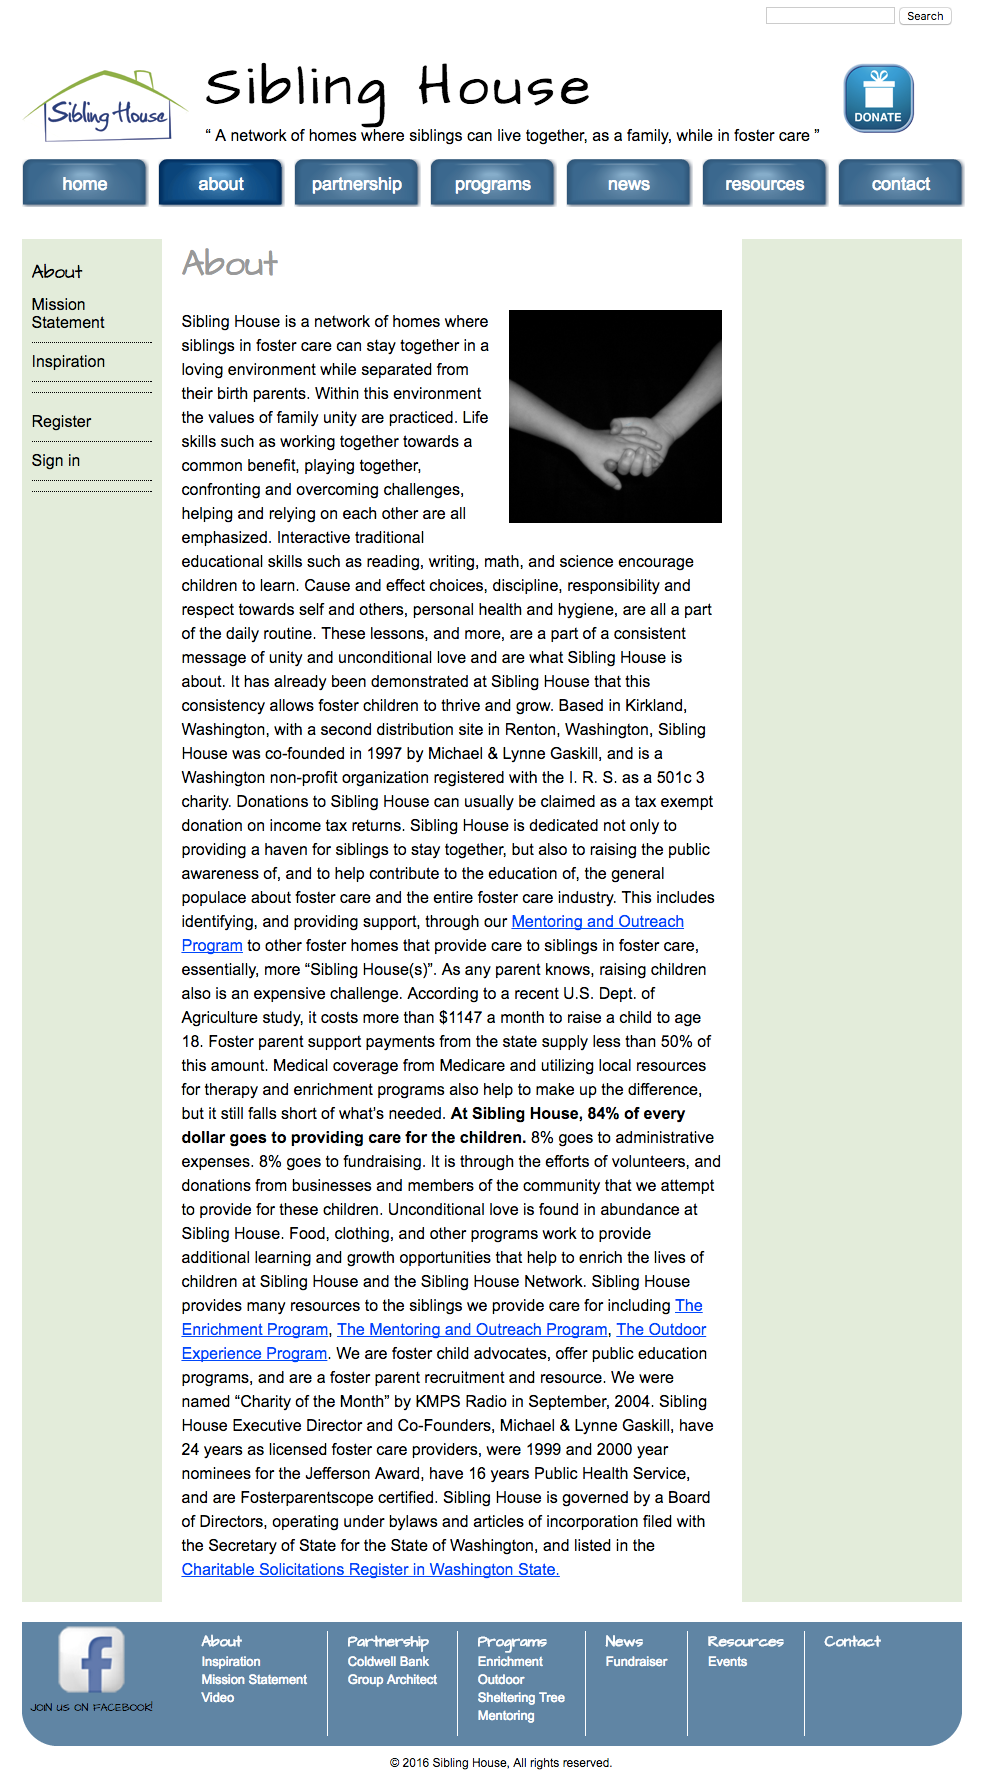 Search
Sibling House
Sibling House
DONATE
“ A network of homes where siblings can live together, as a family, while in foster care ”
home about partnership programs news resources contact
About
Mission
Statement
Inspiration
Register
Sign in
About
Sibling House is a network of homes where
siblings in foster care can stay together in a
loving environment while separated from
their birth parents. Within this environment
the values of family unity are practiced. Life
skills such as working together towards a
common benefit, playing together,
confronting and overcoming challenges,
helping and relying on each other are all
emphasized. Interactive traditional
educational skills such as reading, writing, math, and science encourage
children to learn. Cause and effect choices, discipline, responsibility and
respect towards self and others, personal health and hygiene, are all a part
of the daily routine. These lessons, and more, are a part of a consistent
message of unity and unconditional love and are what Sibling House is
about. It has already been demonstrated at Sibling House that this
consistency allows foster children to thrive and grow. Based in Kirkland,
Washington, with a second distribution site in Renton, Washington, Sibling
House was co-founded in 1997 by Michael & Lynne Gaskill, and is a
Washington non-profit organization registered with the I. R. S. as a 501c 3
charity. Donations to Sibling House can usually be claimed as a tax exempt
donation on income tax returns. Sibling House is dedicated not only to
providing a haven for siblings to stay together, but also to raising the public
awareness of, and to help contribute to the education of, the general
populace about foster care and the entire foster care industry. This includes
identifying, and providing support, through our Mentoring and Outreach
Program to other foster homes that provide care to siblings in foster care,
essentially, more “Sibling House(s)”. As any parent knows, raising children
also is an expensive challenge. According to a recent U.S. Dept. of
Agriculture study, it costs more than $1147 a month to raise a child to age
18. Foster parent support payments from the state supply less than 50% of
this amount. Medical coverage from Medicare and utilizing local resources
for therapy and enrichment programs also help to make up the difference,
but it still falls short of what’s needed. At Sibling House, 84% of every
dollar goes to providing care for the children. 8% goes to administrative
expenses. 8% goes to fundraising. It is through the efforts of volunteers, and
donations from businesses and members of the community that we attempt
to provide for these children. Unconditional love is found in abundance at
Sibling House. Food, clothing, and other programs work to provide
additional learning and growth opportunities that help to enrich the lives of
children at Sibling House and the Sibling House Network. Sibling House
provides many resources to the siblings we provide care for including The
Enrichment Program, The Mentoring and Outreach Program, The Outdoor
Experience Program. We are foster child advocates, offer public education
programs, and are a foster parent recruitment and resource. We were
named “Charity of the Month” by KMPS Radio in September, 2004. Sibling
House Executive Director and Co-Founders, Michael & Lynne Gaskill, have
24 years as licensed foster care providers, were 1999 and 2000 year
nominees for the Jefferson Award, have 16 years Public Health Service,
and are Fosterparentscope certified. Sibling House is governed by a Board
of Directors, operating under bylaws and articles of incorporation filed with
the Secretary of State for the State of Washington, and listed in the
Charitable Solicitations Register in Washington State.
JOIN US ON FACEBOOK!
About
Inspiration
Mission Statement
Video
Partnership
Coldwell Bank
Group Architect
Programs
Enrichment
Outdoor
Sheltering Tree
Mentoring
News
Fundraiser
Resources
Events
Contact
© 2016 Sibling House, All rights reserved.